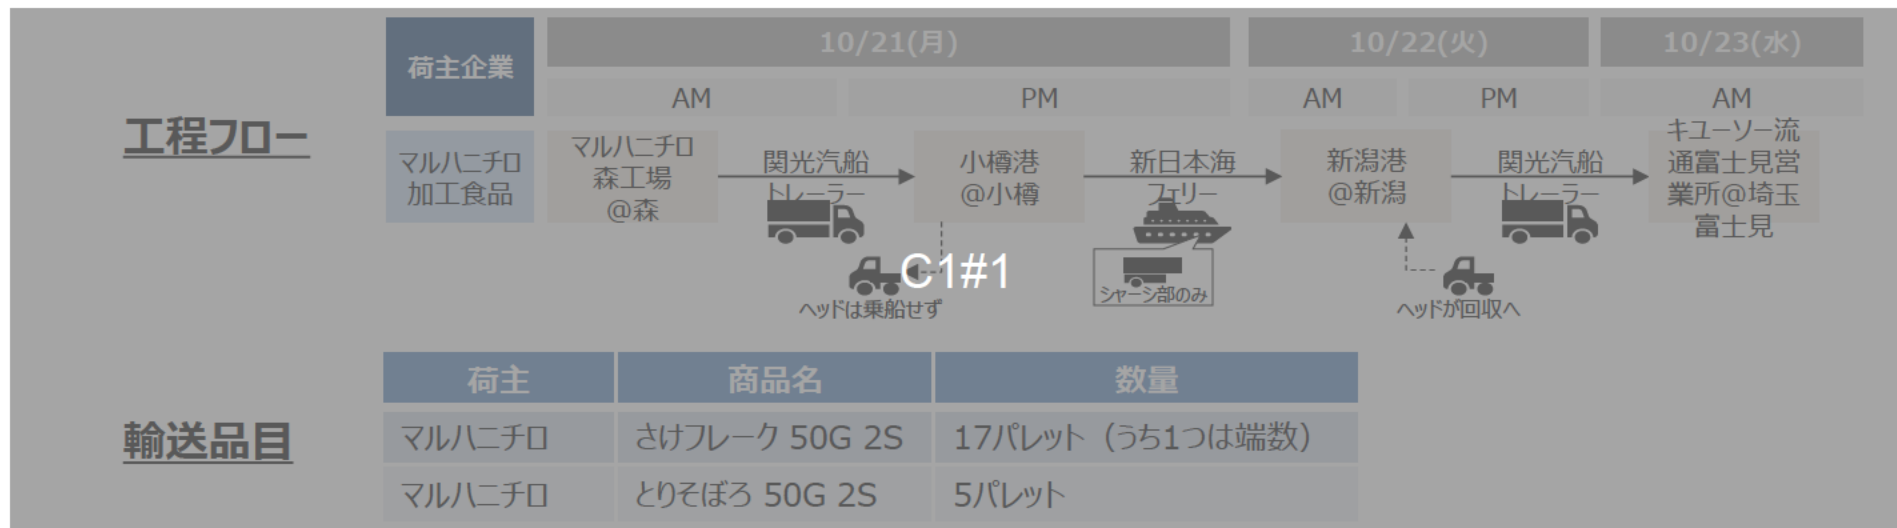 10/21(月)
10/22(火)
10/23(水)
荷主企業
AM
PM
AM
PM
AM
工程フロー
マルハニチロ
加工食品
マルハニチロ
森工場
@森
関光汽船
トレーラー
小樽港
@小樽
新日本海
フェリー
新潟港
@新潟
関光汽船
トレーラー
キユーソー流
通富士見営
業所@埼玉
富士見
C1#1
ヘッドは乗船せず
シャーシ部のみ
ヘッドが回収へ
荷主
商品名
数量
輸送品目
マルハニチロ
さけフレーク 50G 2S
17パレット（うち1つは端数）
マルハニチロ
とりそぼろ 50G 2S
5パレット